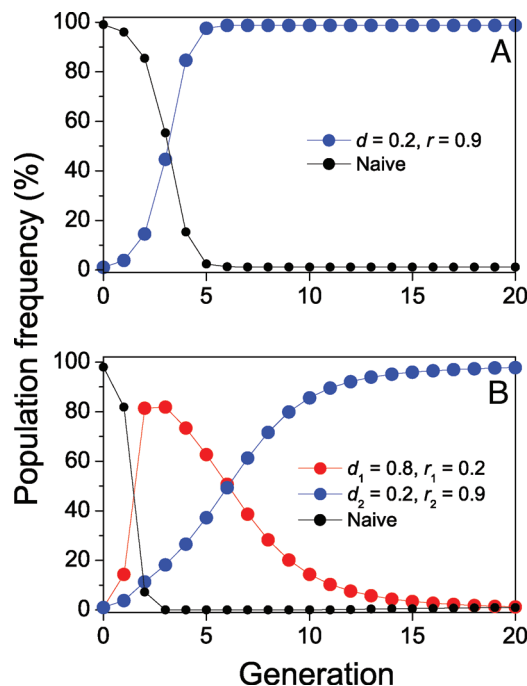 Population frequency (%)
A
100
80
60
40
20
0
d = 0.2, r = 0.9
Naive
0
5
10
15
20
B
100
80
60
40
20
0
d₁ = 0.8, r₁ = 0.2
d₂ = 0.2, r₂ = 0.9
Naive
0
5
10
15
20
Generation